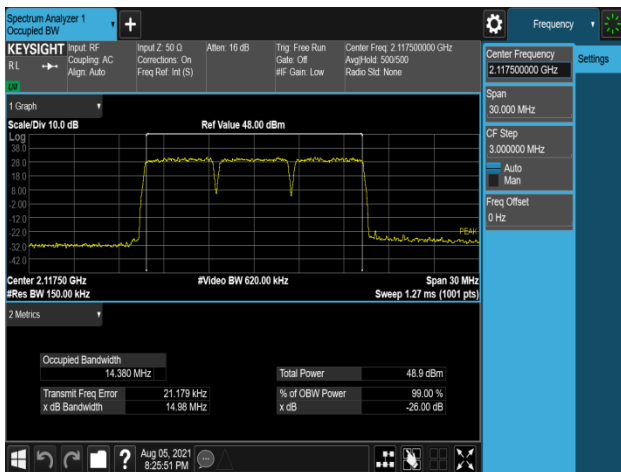 Spectrum Analyzer 1
Occupied BW
Frequency
KEYSIGHT
Input: RF
Coupling: AC
Align: Auto
Input Z: 50 Ω
Corrections: On
Freq Ref: Int (S)
Atten: 16 dB
Trig: Free Run
Gate: Off
#IF Gain: Low
Center Freq: 2.117500000 GHz
Avg|Hold: 500/500
Radio Std: None
RL
LXI
Center Frequency
2.117500000 GHz
Settings
Span
30.000 MHz
CF Step
3.000000 MHz
Auto
Man
Freq Offset
0 Hz
1 Graph
Scale/Div 10.0 dB
Ref Value 48.00 dBm
Log
38.0
28.0
18.0
8.00
-2.00
-12.0
-22.0
-32.0
-42.0
PEAK
Center 2.11750 GHz
#Video BW 620.00 kHz
Span 30 MHz
#Res BW 150.00 kHz
Sweep 1.27 ms (1001 pts)
2 Metrics
Occupied Bandwidth
14.380 MHz
Total Power
48.9 dBm
Transmit Freq Error
21.179 kHz
% of OBW Power
99.00 %
x dB Bandwidth
14.98 MHz
x dB
-26.00 dB
?
Aug 05, 2021
8:25:51 PM